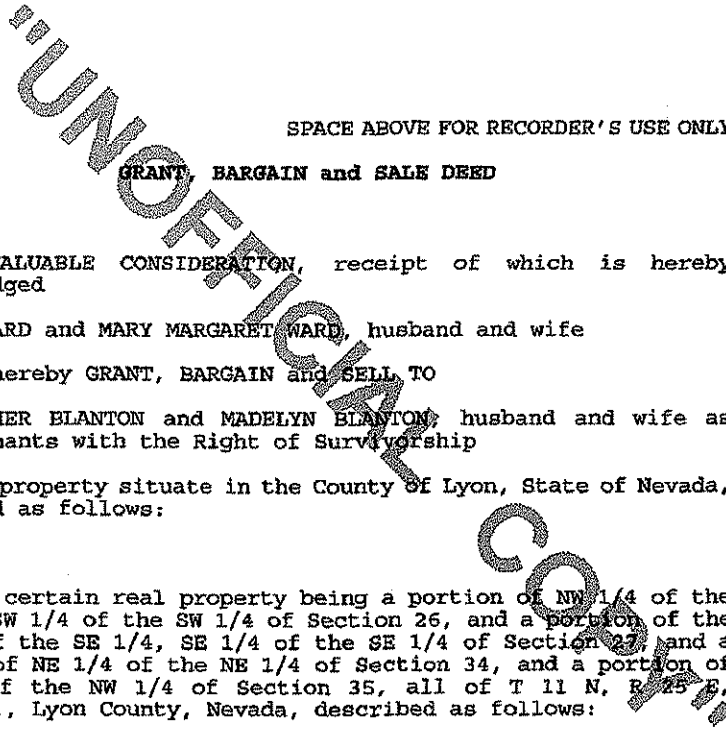 "UNOFFICIAL COPY"
SPACE ABOVE FOR RECORDER'S USE ONLY
GRANT, BARGAIN and SALE DEED
ALUABLE CONSIDERATION, receipt of which is hereby
dged
ARD and MARY MARGARET WARD, husband and wife
hereby GRANT, BARGAIN and SELL TO
HER BLANTON and MADELYN BLANTON, husband and wife as
nants with the Right of Survivorship
property situate in the County of Lyon, State of Nevada,
d as follows:
certain real property being a portion of NW 1/4 of the
SW 1/4 of the SW 1/4 of Section 26, and a portion of the
f the SE 1/4, SE 1/4 of the SE 1/4 of Section 27, and a
of NE 1/4 of the NE 1/4 of Section 34, and a portion of
f the NW 1/4 of Section 35, all of T 11 N, R 25 E,
., Lyon County, Nevada, described as follows: